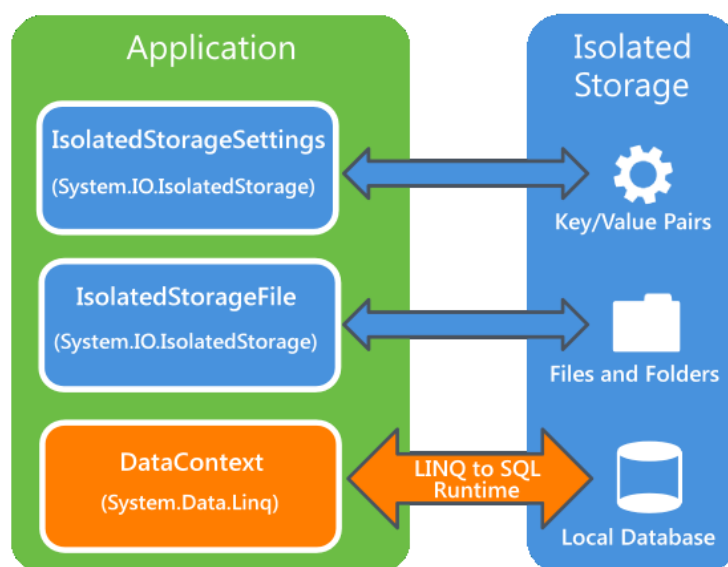 Application
IsolatedStorageSettings
(System.IO.IsolatedStorage)
IsolatedStorageFile
(System.IO.IsolatedStorage)
DataContext
(System.Data.Linq)
LINQ to SQL
Runtime
Isolated
Storage
Key/Value Pairs
Files and Folders
Local Database